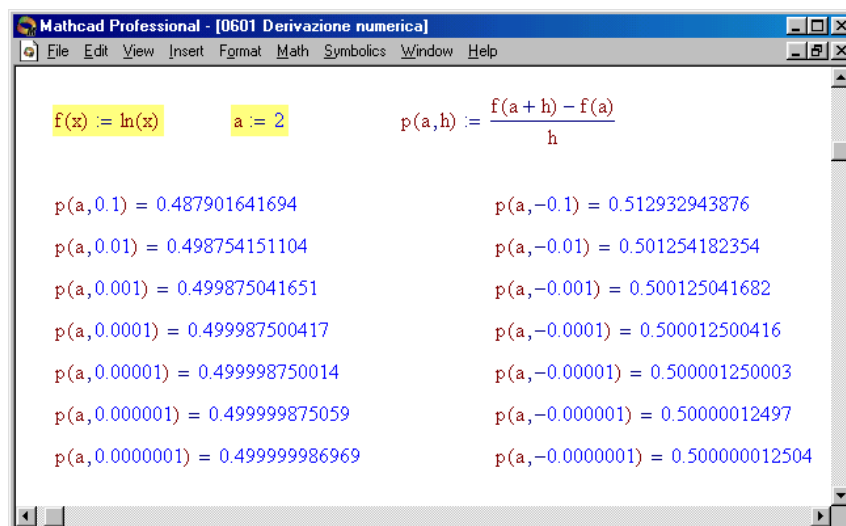 Mathcad Professional - [0601 Derivazione numerica]
File Edit View Insert Format Math Symbolics Window Help
f(x) := ln(x) a := 2 p(a,h) := (f(a + h) − f(a)) / h
p(a,0.1) = 0.487901641694 p(a,−0.1) = 0.512932943876
p(a,0.01) = 0.498754151104 p(a,−0.01) = 0.501254182354
p(a,0.001) = 0.499875041651 p(a,−0.001) = 0.500125041682
p(a,0.0001) = 0.499987500417 p(a,−0.0001) = 0.500012500416
p(a,0.00001) = 0.499998750014 p(a,−0.00001) = 0.500001250003
p(a,0.000001) = 0.499999875059 p(a,−0.000001) = 0.50000012497
p(a,0.0000001) = 0.499999986969 p(a,−0.0000001) = 0.500000012504